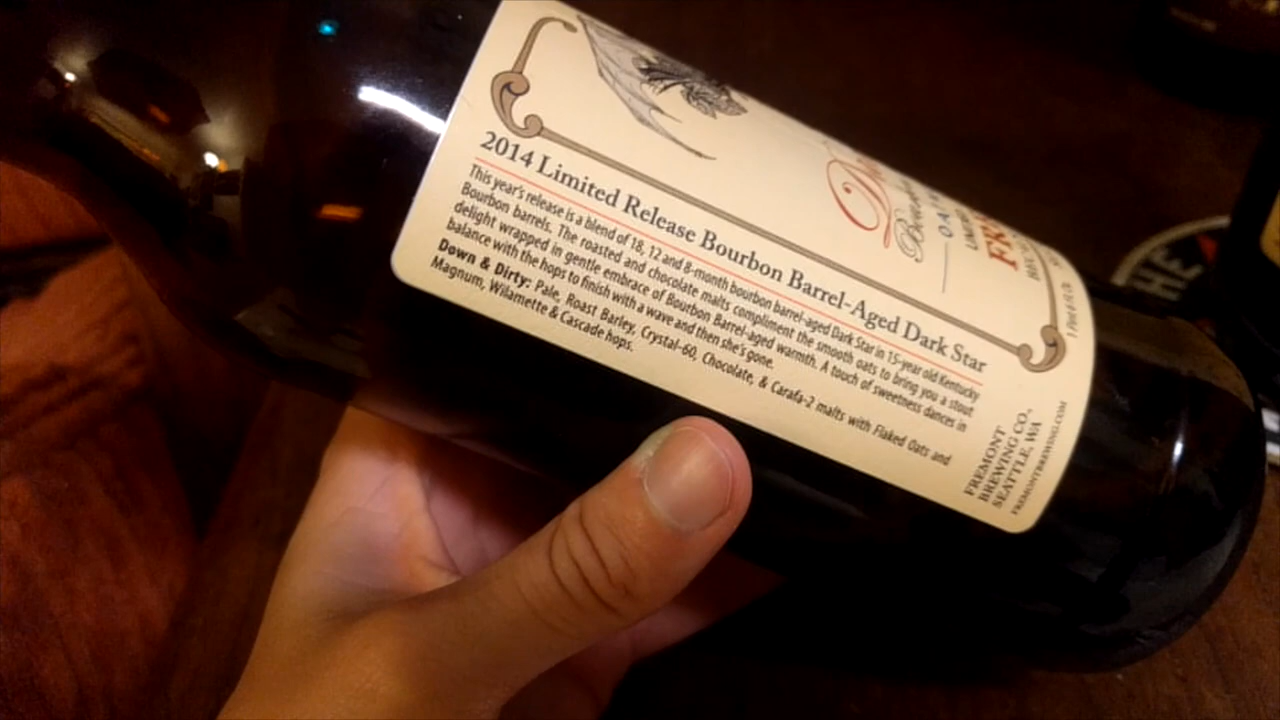 2014 Limited Release Bourbon Barrel-Aged Dark Star
This year's release is a blend of 18, 12 and 8-month bourbon barrel-aged Dark Star in 15-year old Kentucky
Bourbon barrels. The roasted and chocolate malts compliment the smooth oats to bring you a stout
delight wrapped in gentle embrace of Bourbon Barrel-aged warmth. A touch of sweetness dances in
balance with the hops to finish with a wave and then she's gone.
Down & Dirty: Pale, Roast Barley, Crystal-60, Chocolate, & Carafa-2 malts with Flaked Oats and
Magnum, Wilamette & Cascade hops.
FREMONT
BREWING CO.,
SEATTLE, WA
FREMONTBREWING.COM
HE